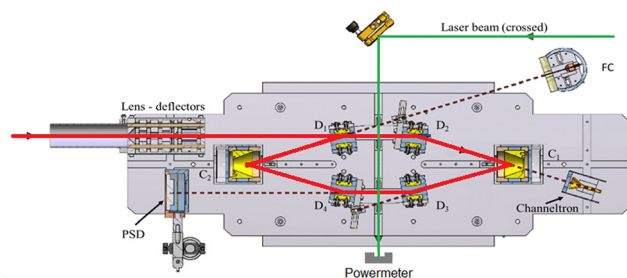 Laser beam (crossed)
FC
Lens - deflectors
D1
D2
C2
C1
D4
D3
PSD
Channeltron
Powermeter